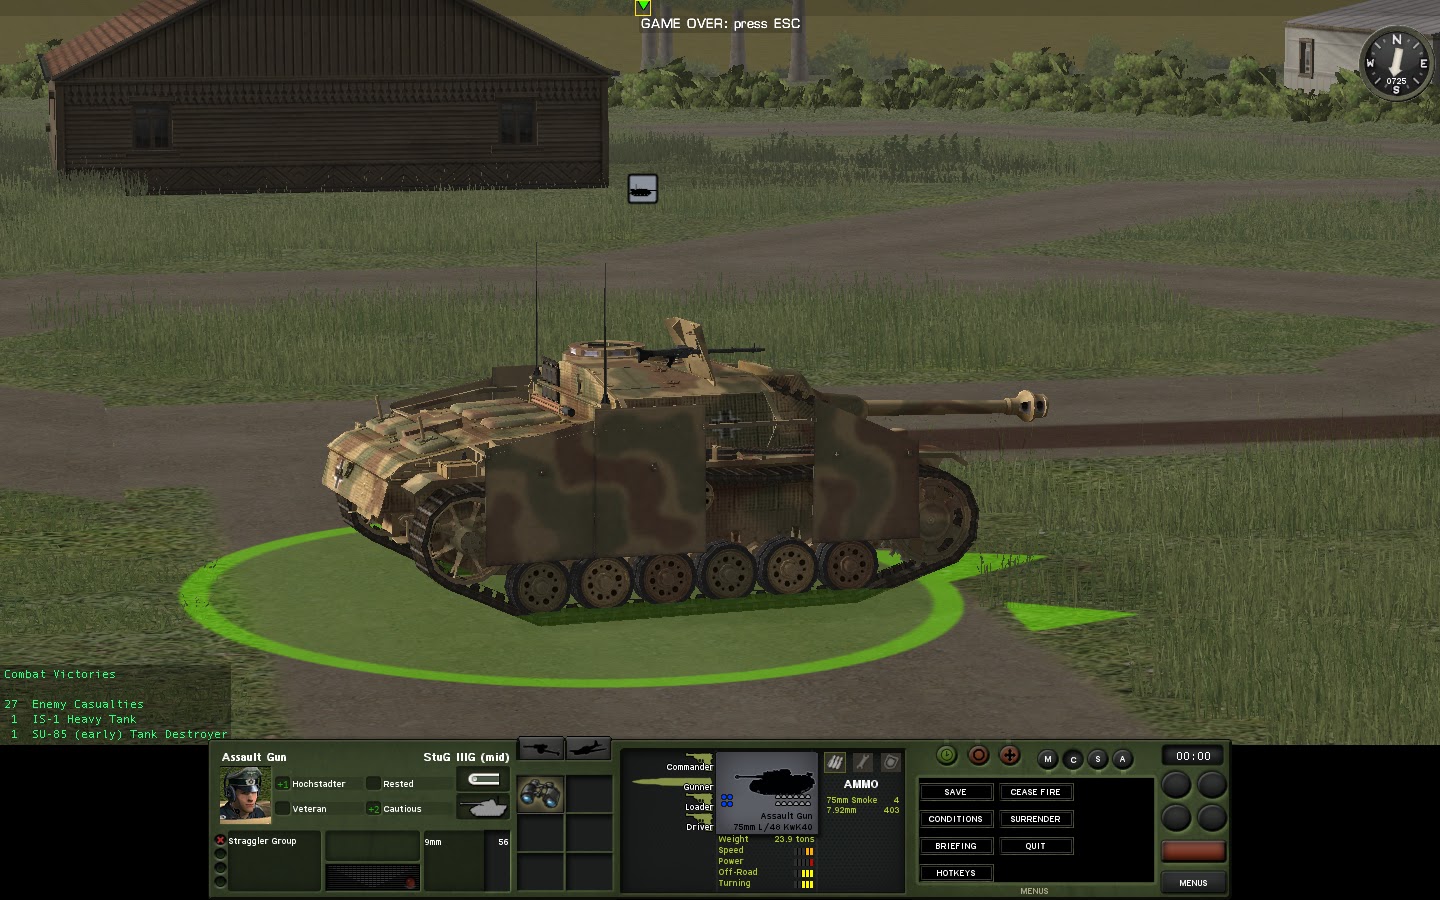 GAME OVER: press ESC
N
W E
0725
S
Combat Victories
27 Enemy Casualties
1 IS-1 Heavy Tank
1 SU-85 (early) Tank Destroyer
Assault Gun StuG IIIG (mid)
+1 Hochstadter Rested
Veteran +2 Cautious
Straggler Group
9mm 56
Commander
Gunner
Loader
Driver
Assault Gun
75mm L/48 KwK40
Weight 23.9 tons
Speed
Power
Off-Road
Turning
AMMO
75mm Smoke 4
7.92mm 403
M C S A
SAVE CEASE FIRE
CONDITIONS SURRENDER
BRIEFING QUIT
HOTKEYS
MENUS
00:00
MENUS